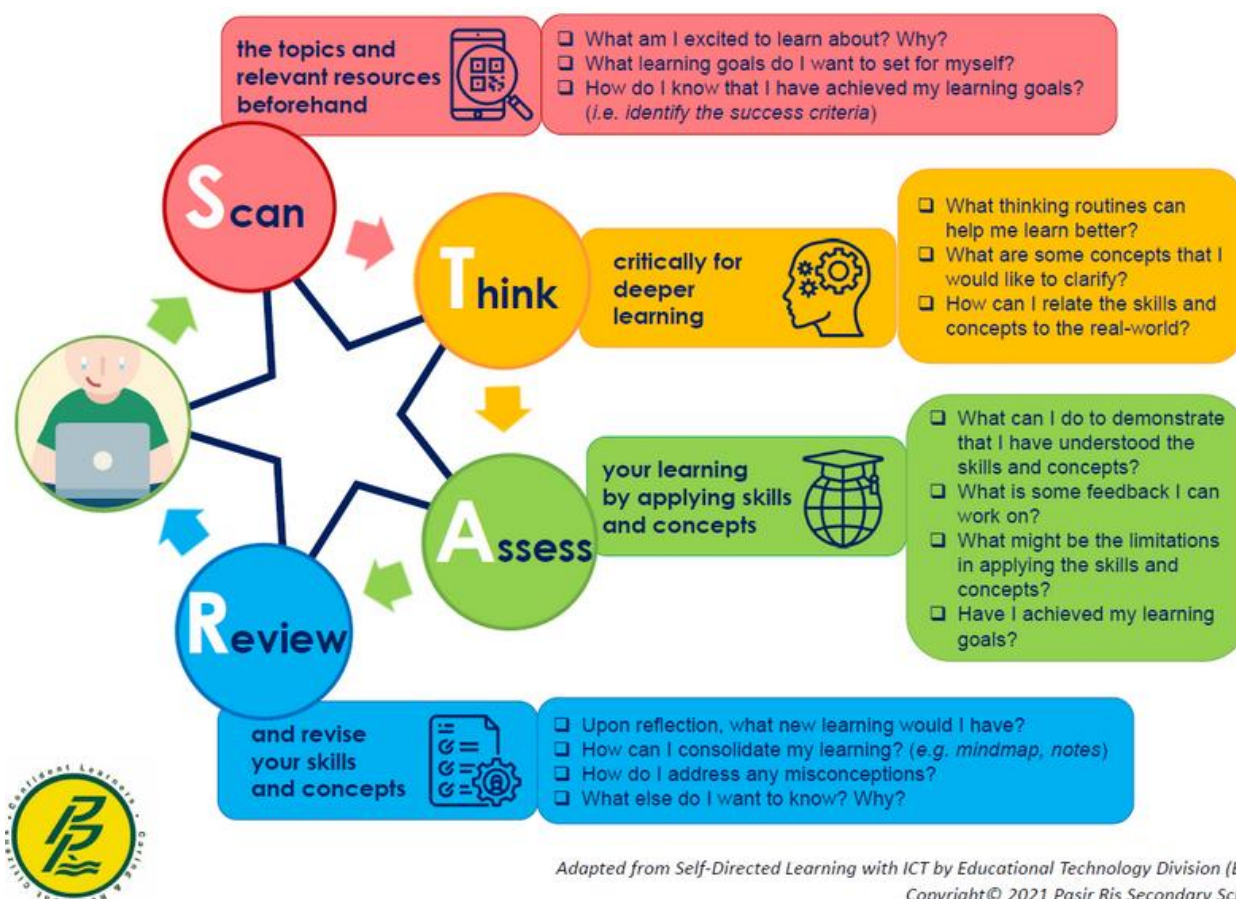 the topics and
relevant resources
beforehand
❑ What am I excited to learn about? Why?
❑ What learning goals do I want to set for myself?
❑ How do I know that I have achieved my learning goals?
(i.e. identify the success criteria)
Scan
Think
critically for
deeper
learning
❑ What thinking routines can
help me learn better?
❑ What are some concepts that I
would like to clarify?
❑ How can I relate the skills and
concepts to the real-world?
Assess
your learning
by applying skills
and concepts
❑ What can I do to demonstrate
that I have understood the
skills and concepts?
❑ What is some feedback I can
work on?
❑ What might be the limitations
in applying the skills and
concepts?
❑ Have I achieved my learning
goals?
Review
and revise
your skills
and concepts
❑ Upon reflection, what new learning would I have?
❑ How can I consolidate my learning? (e.g. mindmap, notes)
❑ How do I address any misconceptions?
❑ What else do I want to know? Why?
Confident Learners • Caring &
Adapted from Self-Directed Learning with ICT by Educational Technology Division (E
Copyright© 2021 Pasir Ris Secondary Sc